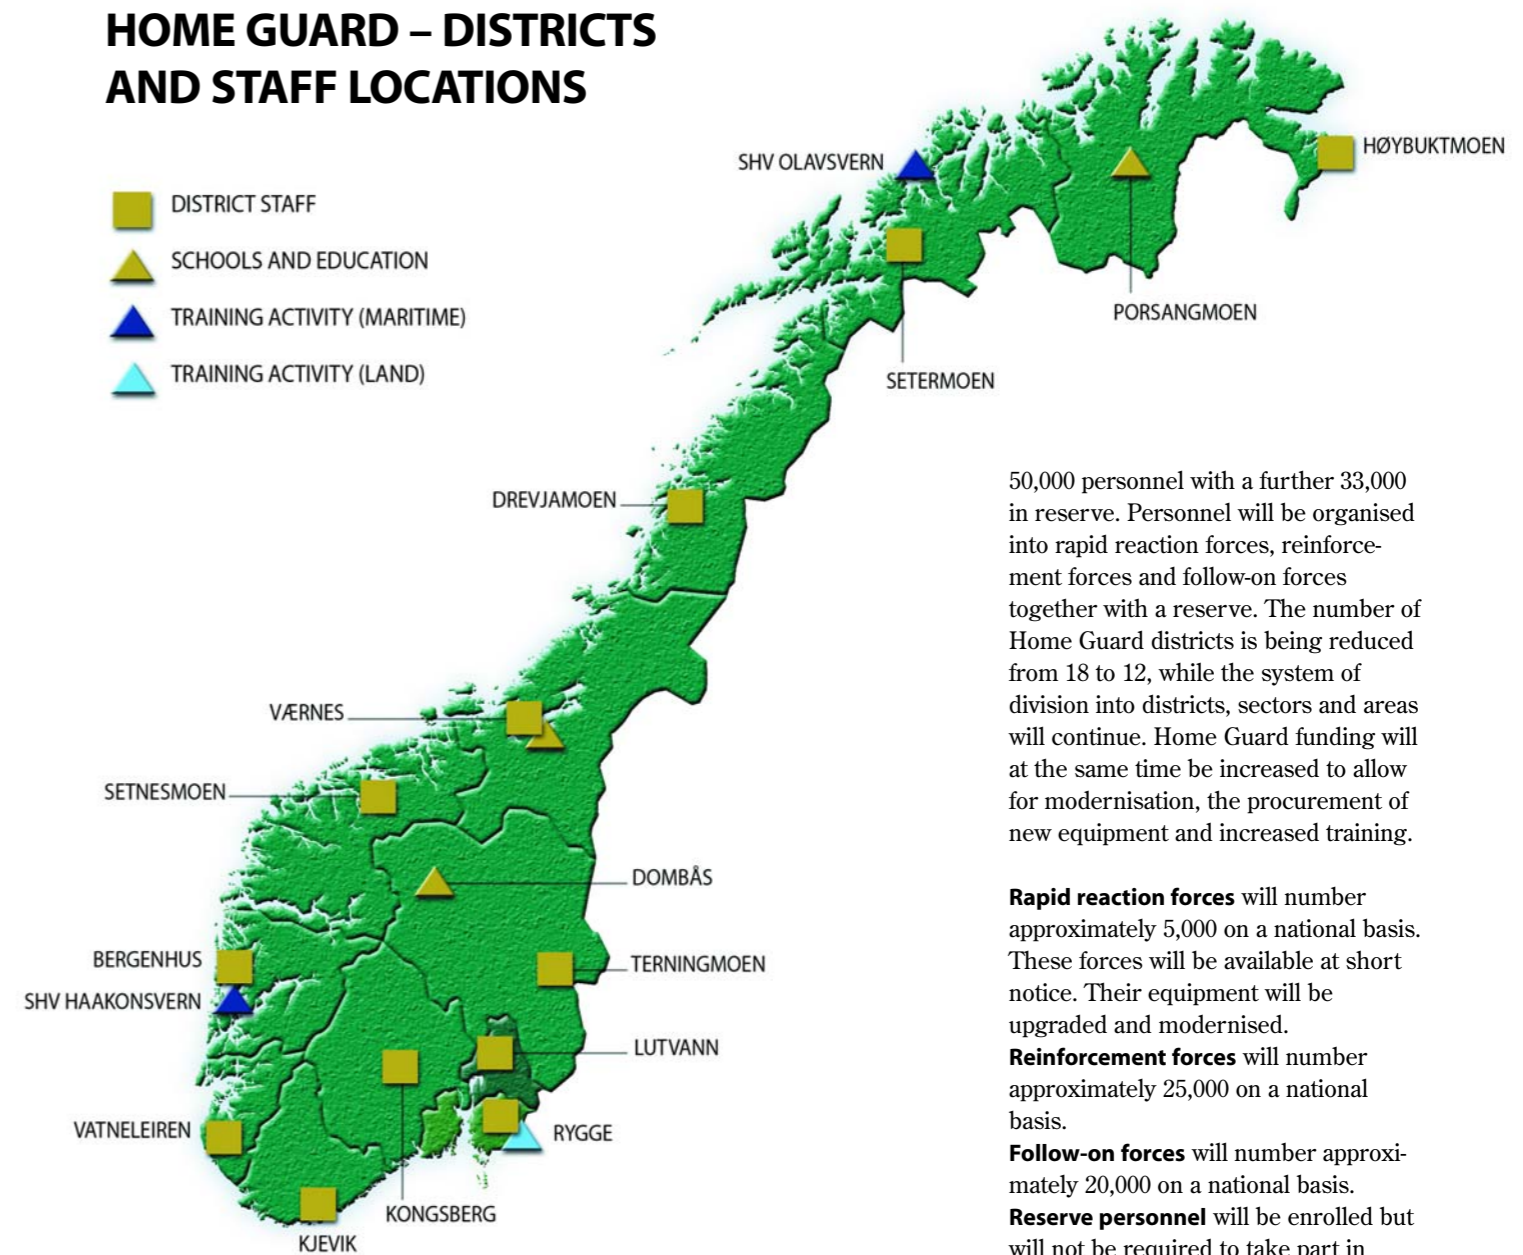 HOME GUARD – DISTRICTS
AND STAFF LOCATIONS
DISTRICT STAFF
SCHOOLS AND EDUCATION
TRAINING ACTIVITY (MARITIME)
TRAINING ACTIVITY (LAND)
SHV OLAVSVERN
HØYBUKTMOEN
PORSANGMOEN
SETERMOEN
DREVJAMOEN
VÆRNES
SETNESMOEN
DOMBÅS
BERGENHUS
TERNINGMOEN
SHV HAAKONSVERN
LUTVANN
VATNELEIREN
RYGGE
KONGSBERG
KJEVIK
50,000 personnel with a further 33,000
in reserve. Personnel will be organised
into rapid reaction forces, reinforce-
ment forces and follow-on forces
together with a reserve. The number of
Home Guard districts is being reduced
from 18 to 12, while the system of
division into districts, sectors and areas
will continue. Home Guard funding will
at the same time be increased to allow
for modernisation, the procurement of
new equipment and increased training.
Rapid reaction forces will number
approximately 5,000 on a national basis.
These forces will be available at short
notice. Their equipment will be
upgraded and modernised.
Reinforcement forces will number
approximately 25,000 on a national
basis.
Follow-on forces will number approxi-
mately 20,000 on a national basis.
Reserve personnel will be enrolled but
will not be required to take part in